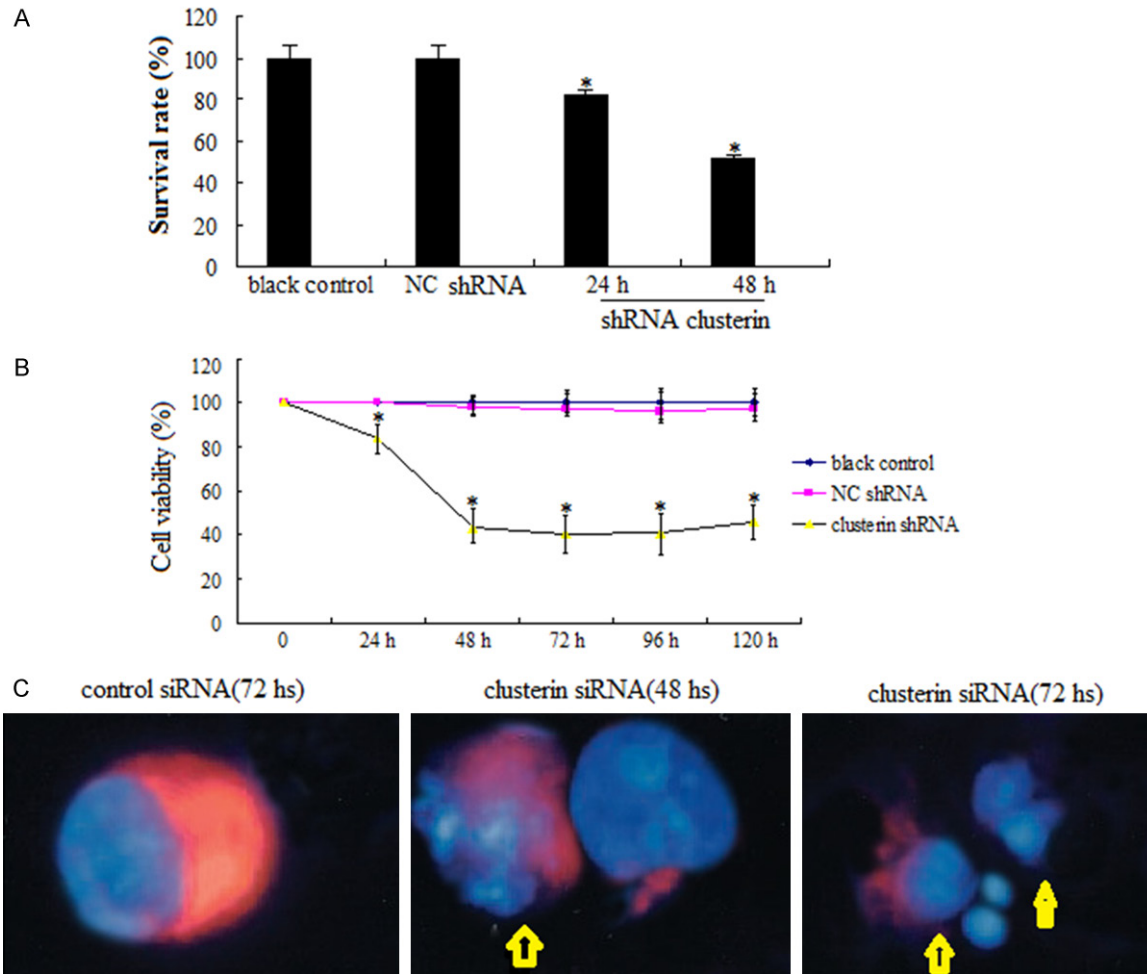 A
Survival rate (%)
120
100
80
60
40
20
0
black control
NC shRNA
24 h
48 h
shRNA clusterin
*
*
B
Cell viability (%)
120
100
80
60
40
20
0
0
24 h
48 h
72 h
96 h
120 h
*
*
*
*
*
black control
NC shRNA
clusterin shRNA
C
control siRNA(72 hs)
clusterin siRNA(48 hs)
clusterin siRNA(72 hs)